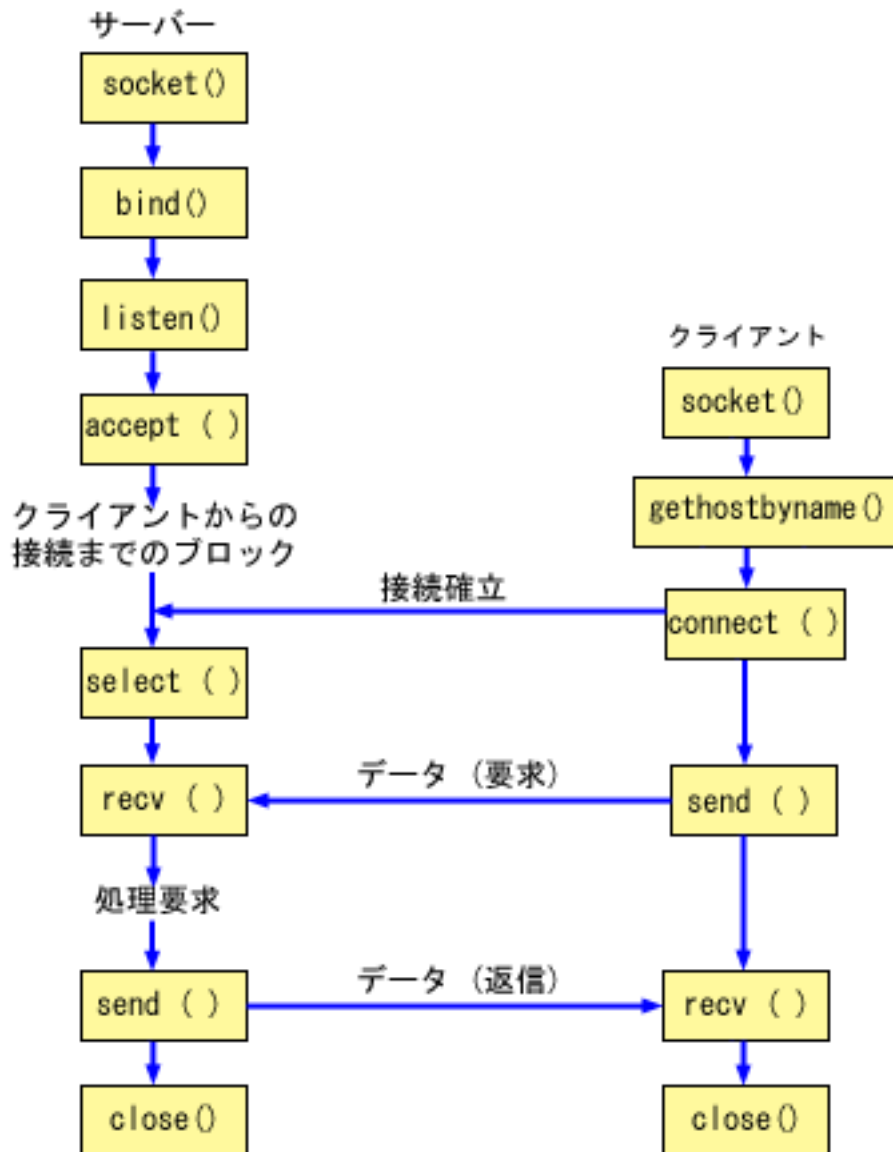 サーバー
socket()
bind()
listen()
accept ( )
クライアントからの
接続までのブロック
クライアント
socket()
gethostbyname()
接続確立
connect ( )
select ( )
recv ( )
データ (要求)
send ( )
処理要求
send ( )
データ (返信)
recv ( )
close()
close()